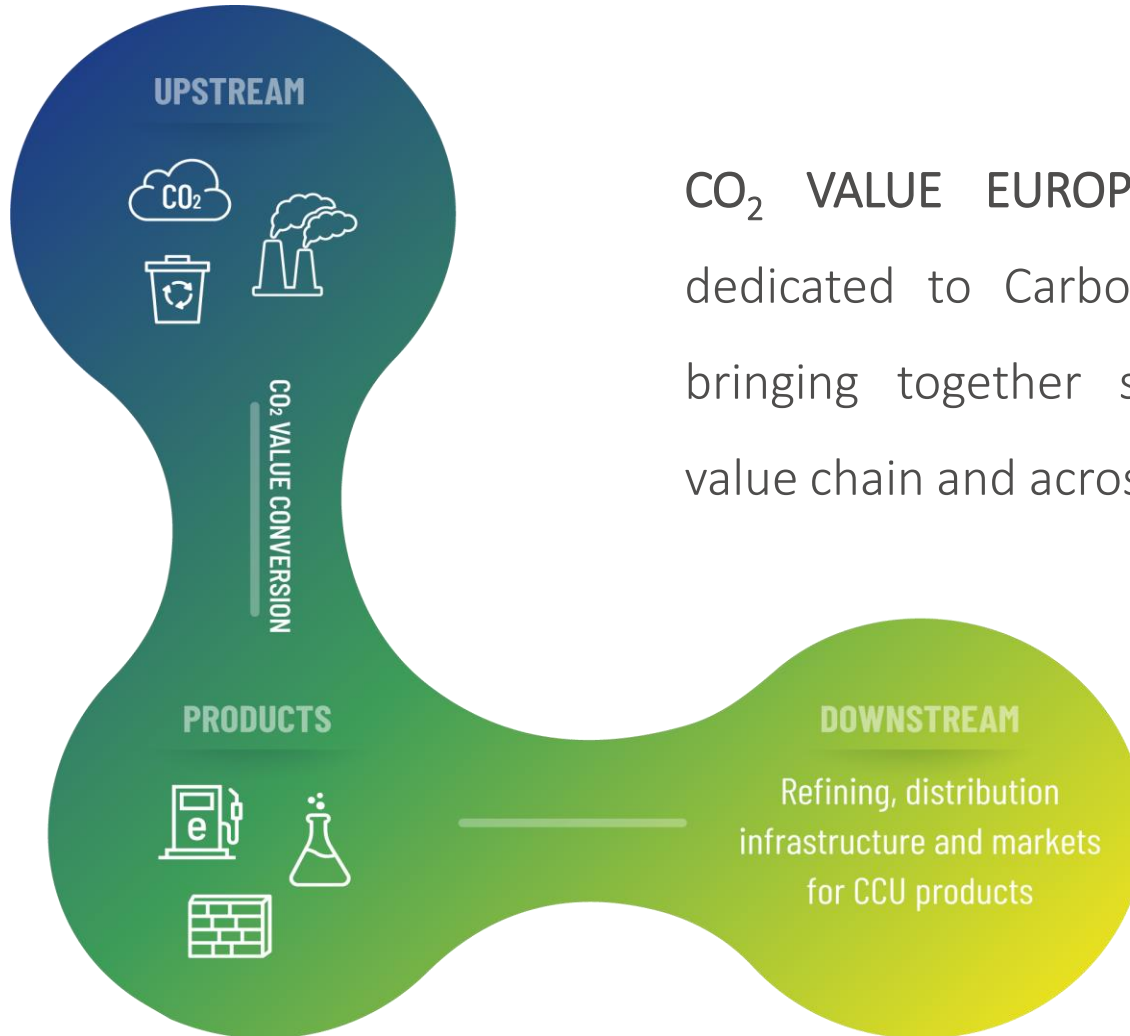 UPSTREAM
CO₂
CO₂ VALUE CONVERSION
PRODUCTS
e
DOWNSTREAM
Refining, distribution
infrastructure and markets
for CCU products
CO₂ VALUE EUROP
dedicated to Carbo
bringing together s
value chain and acros